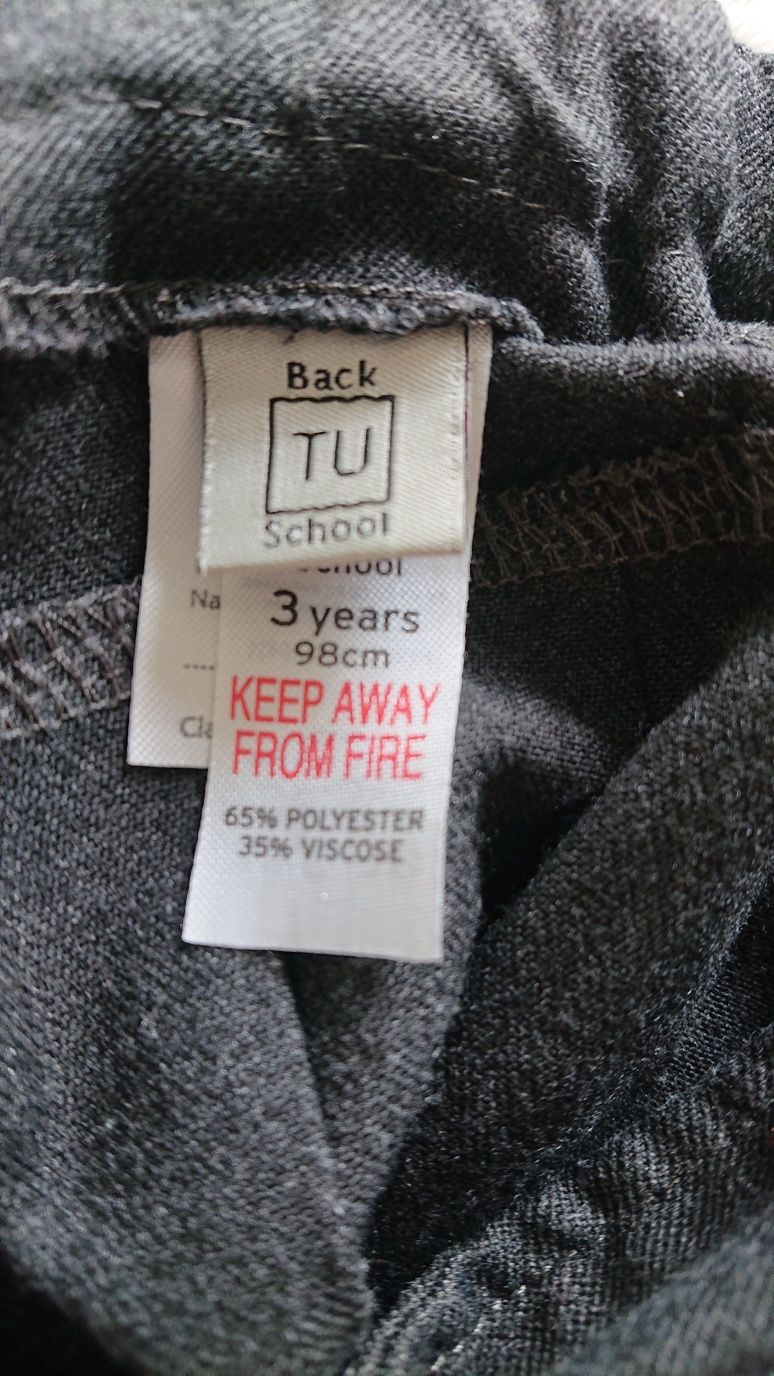 Back
TU
School
3 years
98cm
KEEP AWAY
FROM FIRE
65% POLYESTER
35% VISCOSE